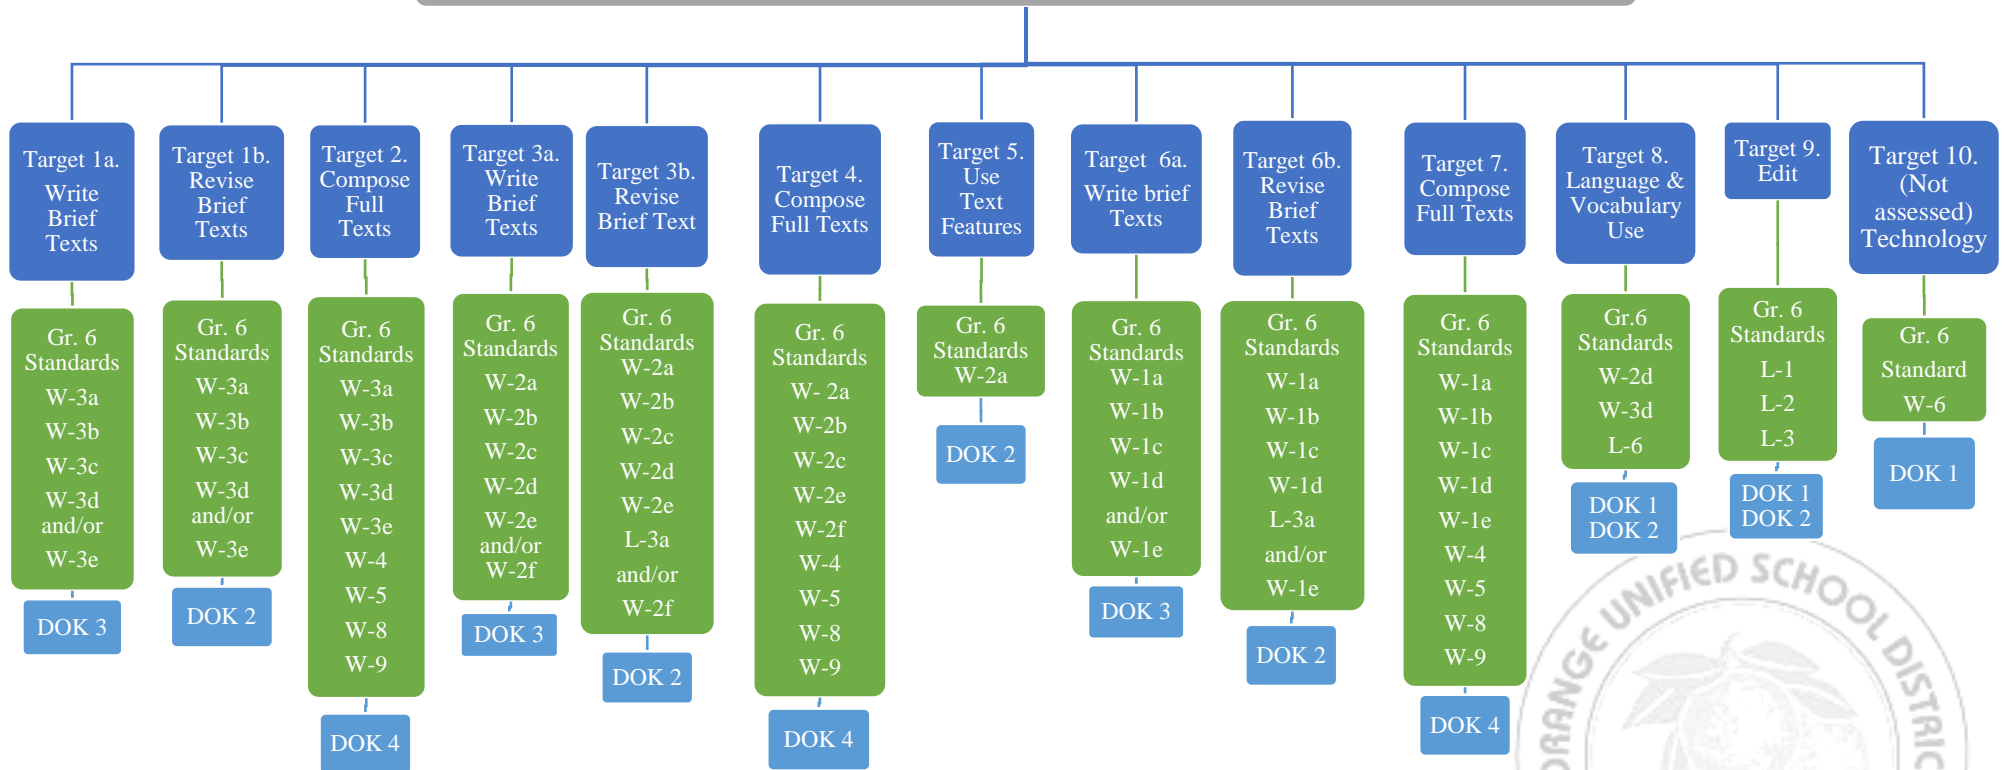 Target 1a.
Write
Brief
Texts
Gr. 6
Standards
W-3a
W-3b
W-3c
W-3d
and/or
W-3e
DOK 3
Target 1b.
Revise
Brief
Texts
Gr. 6
Standards
W-3a
W-3b
W-3c
W-3d
and/or
W-3e
DOK 2
Target 2.
Compose
Full
Texts
Gr. 6
Standards
W-3a
W-3b
W-3c
W-3d
W-3e
W-4
W-5
W-8
W-9
DOK 4
Target 3a.
Write
Brief
Texts
Gr. 6
Standards
W-2a
W-2b
W-2c
W-2d
W-2e
and/or
W-2f
DOK 3
Target 3b.
Revise
Brief Text
Gr. 6
Standards
W-2a
W-2b
W-2c
W-2d
W-2e
L-3a
and/or
W-2f
DOK 2
Target 4.
Compose
Full Texts
Gr. 6
Standards
W- 2a
W-2b
W-2c
W-2e
W-2f
W-4
W-5
W-8
W-9
DOK 4
Target 5.
Use
Text
Features
Gr. 6
Standards
W-2a
DOK 2
Target 6a.
Write brief
Texts
Gr. 6
Standards
W-1a
W-1b
W-1c
W-1d
and/or
W-1e
DOK 3
Target 6b.
Revise
Brief
Texts
Gr. 6
Standards
W-1a
W-1b
W-1c
W-1d
L-3a
and/or
W-1e
DOK 2
Target 7.
Compose
Full Texts
Gr. 6
Standards
W-1a
W-1b
W-1c
W-1d
W-1e
W-4
W-5
W-8
W-9
DOK 4
Target 8.
Language &
Vocabulary
Use
Gr.6
Standards
W-2d
W-3d
L-6
DOK 1
DOK 2
Target 9.
Edit
Gr. 6
Standards
L-1
L-2
L-3
DOK 1
DOK 2
Target 10.
(Not
assessed)
Technology
Gr. 6
Standard
W-6
DOK 1
ORANGE UNIFIED SCHOOL DISTRIC